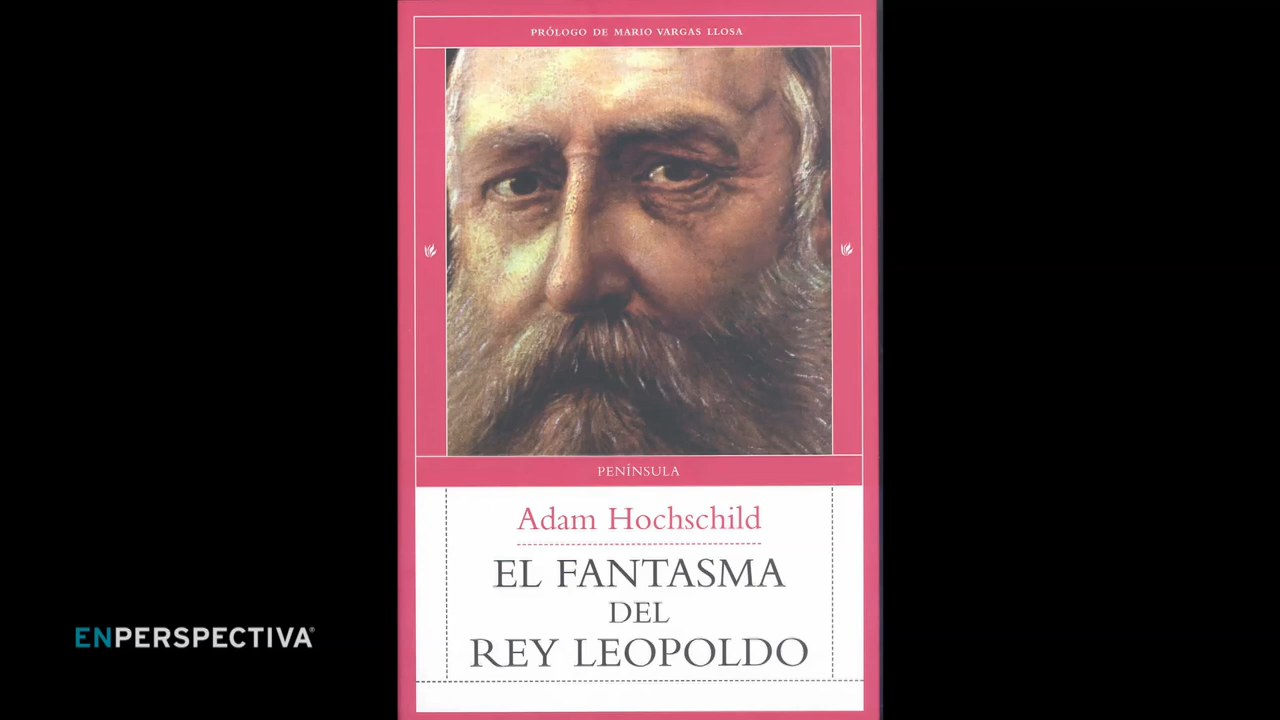 PRÓLOGO DE MARIO VARGAS LLOSA
PENÍNSULA
Adam Hochschild
EL FANTASMA
DEL
REY LEOPOLDO
ENPERSPECTIVA®